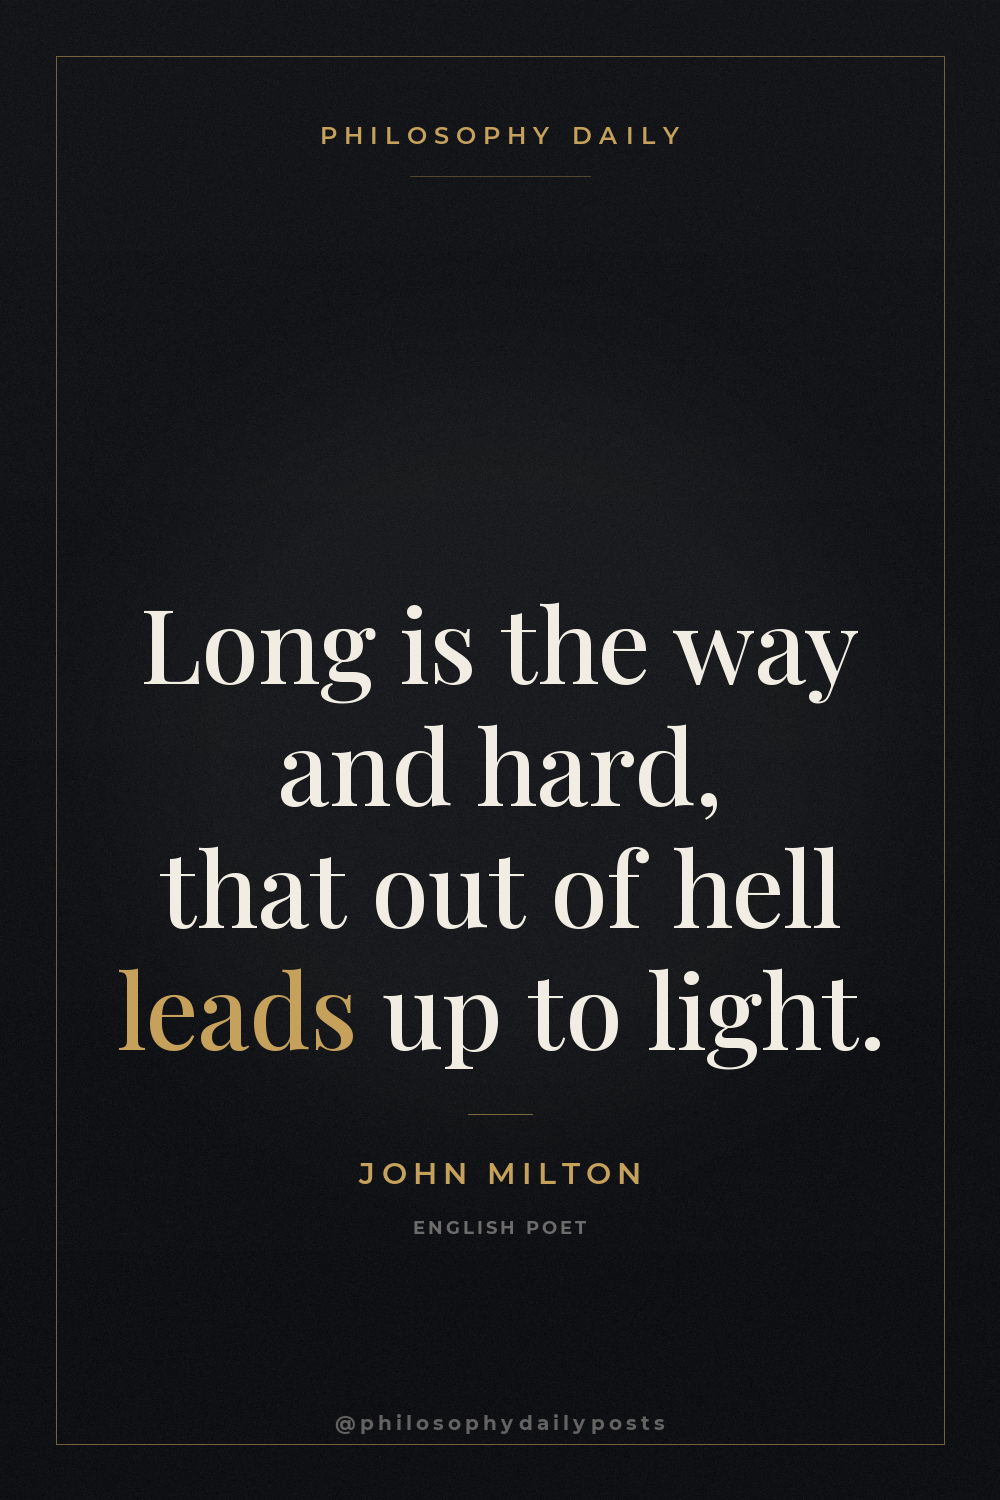 PHILOSOPHY DAILY
Long is the way
and hard,
that out of hell
leads up to light.
JOHN MILTON
ENGLISH POET
@philosophydailyposts